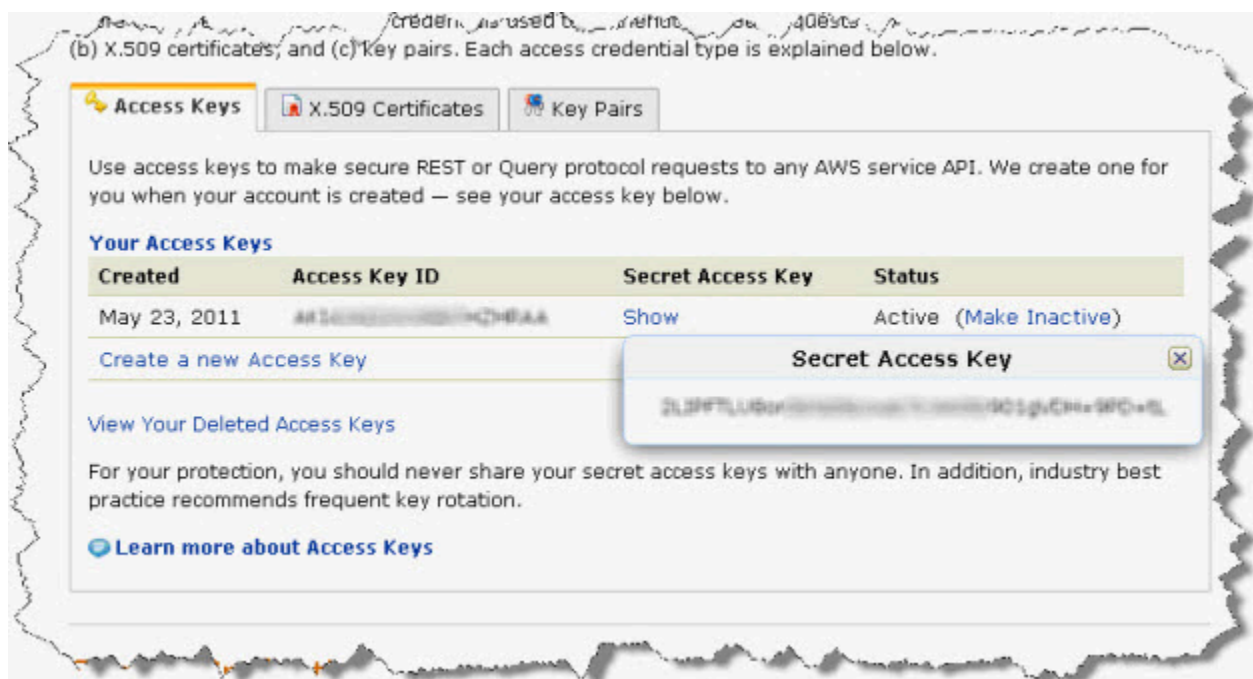 (b) X.509 certificates, and (c) key pairs. Each access credential type is explained below.
Access Keys X.509 Certificates Key Pairs
Use access keys to make secure REST or Query protocol requests to any AWS service API. We create one for
you when your account is created — see your access key below.
Your Access Keys
Created Access Key ID Secret Access Key Status
May 23, 2011 Show Active (Make Inactive)
Create a new Access Key
Secret Access Key
View Your Deleted Access Keys
For your protection, you should never share your secret access keys with anyone. In addition, industry best
practice recommends frequent key rotation.
Learn more about Access Keys